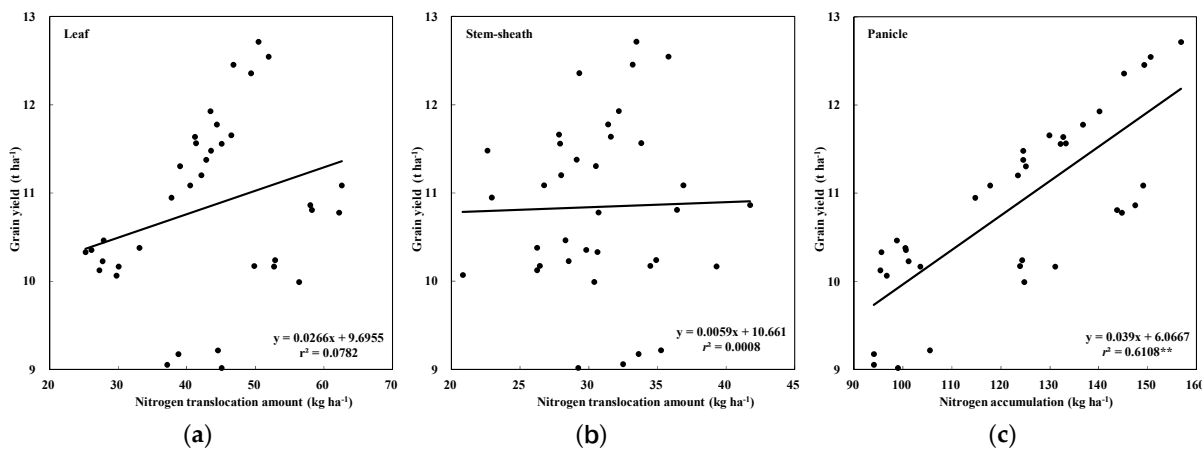 Leaf
13
12
11
10
9
Grain yield (t ha⁻¹)
y = 0.0266x + 9.6955
r² = 0.0782
20 30 40 50 60 70
Nitrogen translocation amount (kg ha⁻¹)
(a)
Stem-sheath
13
12
11
10
9
Grain yield (t ha⁻¹)
y = 0.0059x + 10.661
r² = 0.0008
20 25 30 35 40 45
Nitrogen translocation amount (kg ha⁻¹)
(b)
Panicle
13
12
11
10
9
Grain yield (t ha⁻¹)
y = 0.039x + 6.0667
r² = 0.6108**
90 100 110 120 130 140 150 160
Nitrogen accumulation (kg ha⁻¹)
(c)